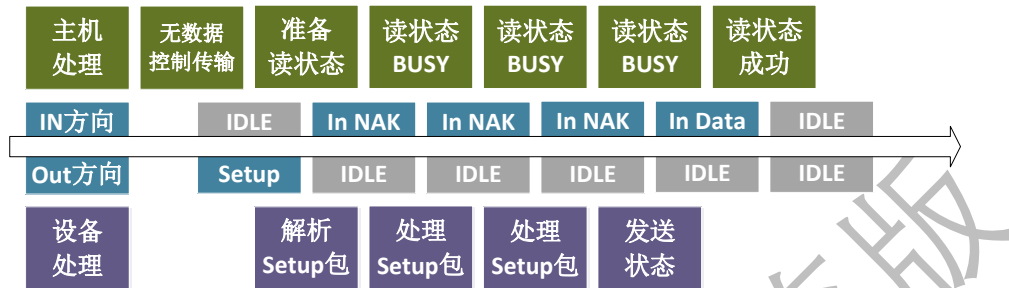 主机
处理
无数据
控制传输
准备
读状态
读状态
BUSY
读状态
BUSY
读状态
BUSY
读状态
成功
IN方向
IDLE
In NAK
In NAK
In NAK
In Data
IDLE
Out方向
Setup
IDLE
IDLE
IDLE
IDLE
IDLE
设备
处理
解析
Setup包
处理
Setup包
处理
Setup包
发送
状态
版